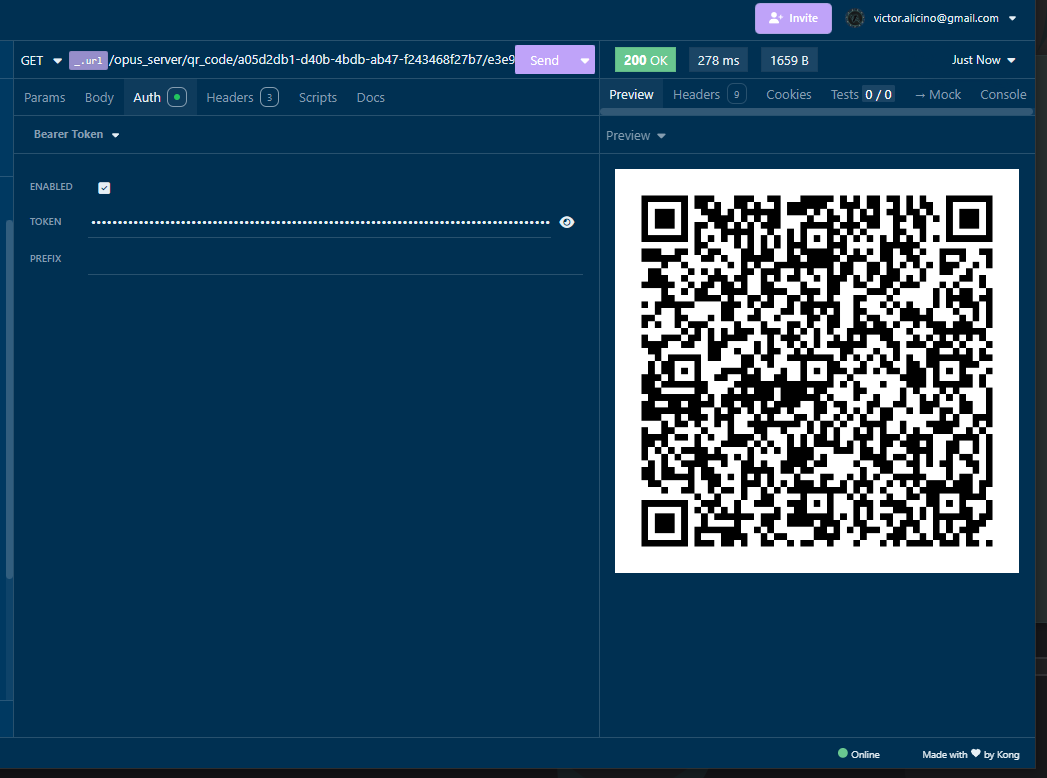 Invite
victor.alicino@gmail.com
GET _.url /opus_server/qr_code/a05d2db1-d40b-4bdb-ab47-f243468f27b7/e3e9 Send
200 OK 278 ms 1659 B Just Now
Params Body Auth Headers 3 Scripts Docs
Preview Headers 9 Cookies Tests 0 / 0 → Mock Console
Bearer Token
Preview
ENABLED
TOKEN ••••••••••••••••••••••••••••••••••••••••••••••••••••••••••••••••••••••••
PREFIX
Online Made with ❤ by Kong